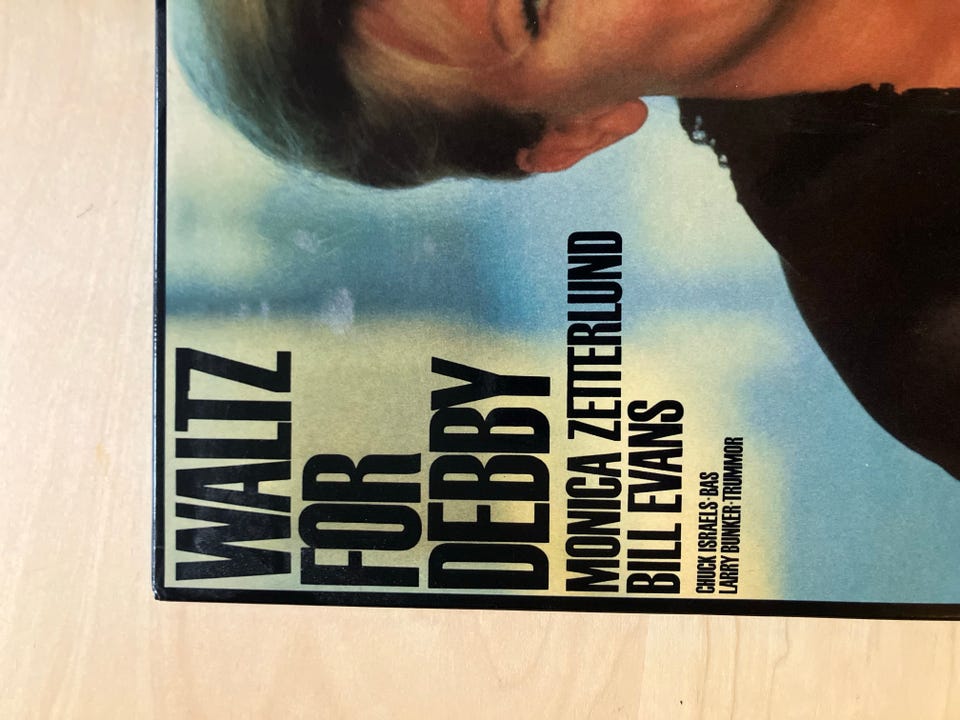 WALTZ
FOR
DEBBY
MONICA ZETTERLUND
BILL EVANS
CHUCK ISRAELS·BAS
LARRY BUNKER·TRUMMOR